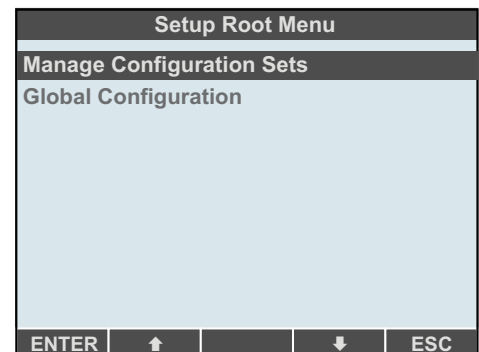 Setup Root Menu
Manage Configuration Sets
Global Configuration
ENTER ⬆ ⬇ ESC